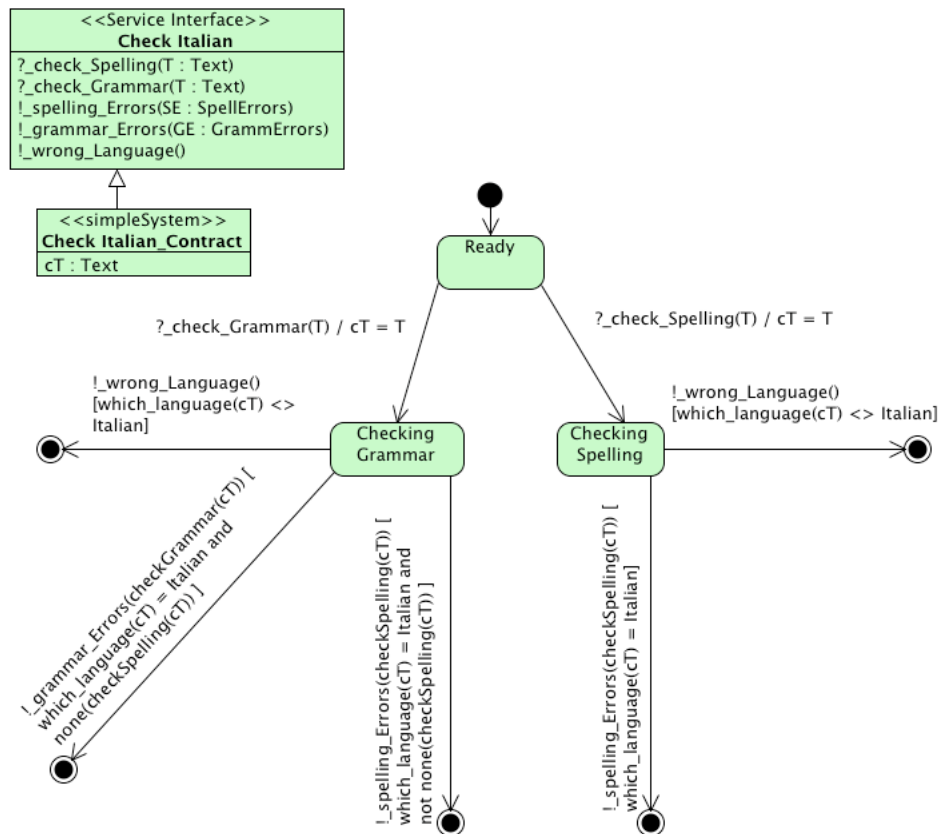 <<Service Interface>>
Check Italian
?_check_Spelling(T : Text)
?_check_Grammar(T : Text)
!_spelling_Errors(SE : SpellErrors)
!_grammar_Errors(GE : GrammErrors)
!_wrong_Language()
<<simpleSystem>>
Check Italian_Contract
cT : Text
Ready
?_check_Grammar(T) / cT = T
?_check_Spelling(T) / cT = T
!_wrong_Language()
[which_language(cT) <>
Italian]
!_wrong_Language()
[which_language(cT) <> Italian]
Checking
Grammar
Checking
Spelling
!_grammar_Errors(checkGrammar(cT)) [
which_language(cT) = Italian and
none(checkSpelling(cT)) ]
!_spelling_Errors(checkSpelling(cT)) [
which_language(cT) = Italian and
not none(checkSpelling(cT)) ]
!_spelling_Errors(checkSpelling(cT)) [
which_language(cT) = Italian]